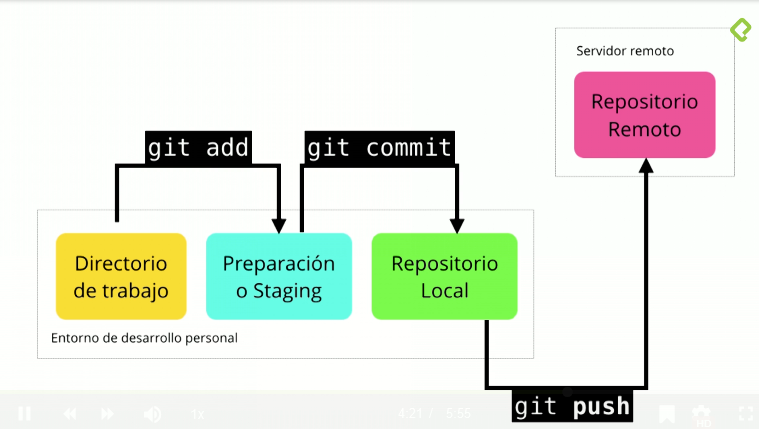 Servidor remoto
Repositorio
Remoto
git add
git commit
Directorio
de trabajo
Preparación
o Staging
Repositorio
Local
Entorno de desarrollo personal
git push
1x
4:21 / 5:55
HD